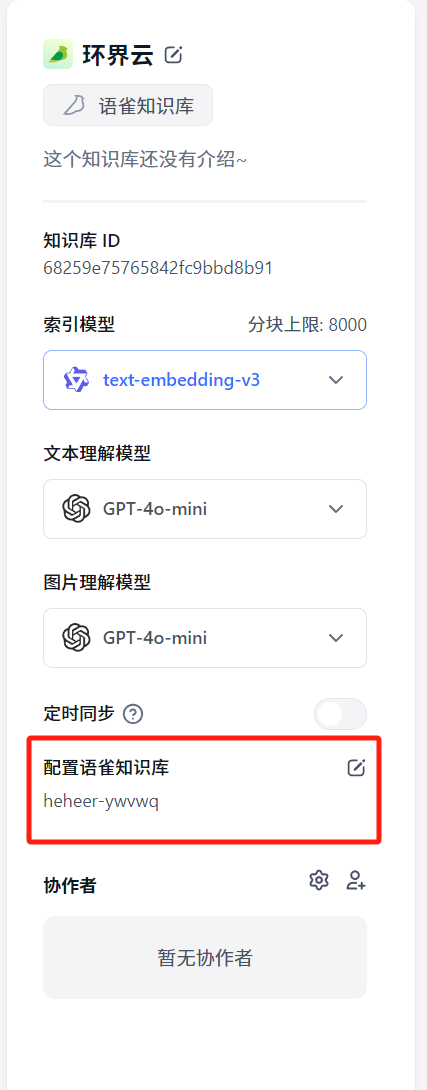 环界云
语雀知识库
这个知识库还没有介绍~
知识库 ID
68259e75765842fc9bbd8b91
索引模型 分块上限: 8000
text-embedding-v3
文本理解模型
GPT-4o-mini
图片理解模型
GPT-4o-mini
定时同步
配置语雀知识库
heheer-ywvwq
协作者
暂无协作者